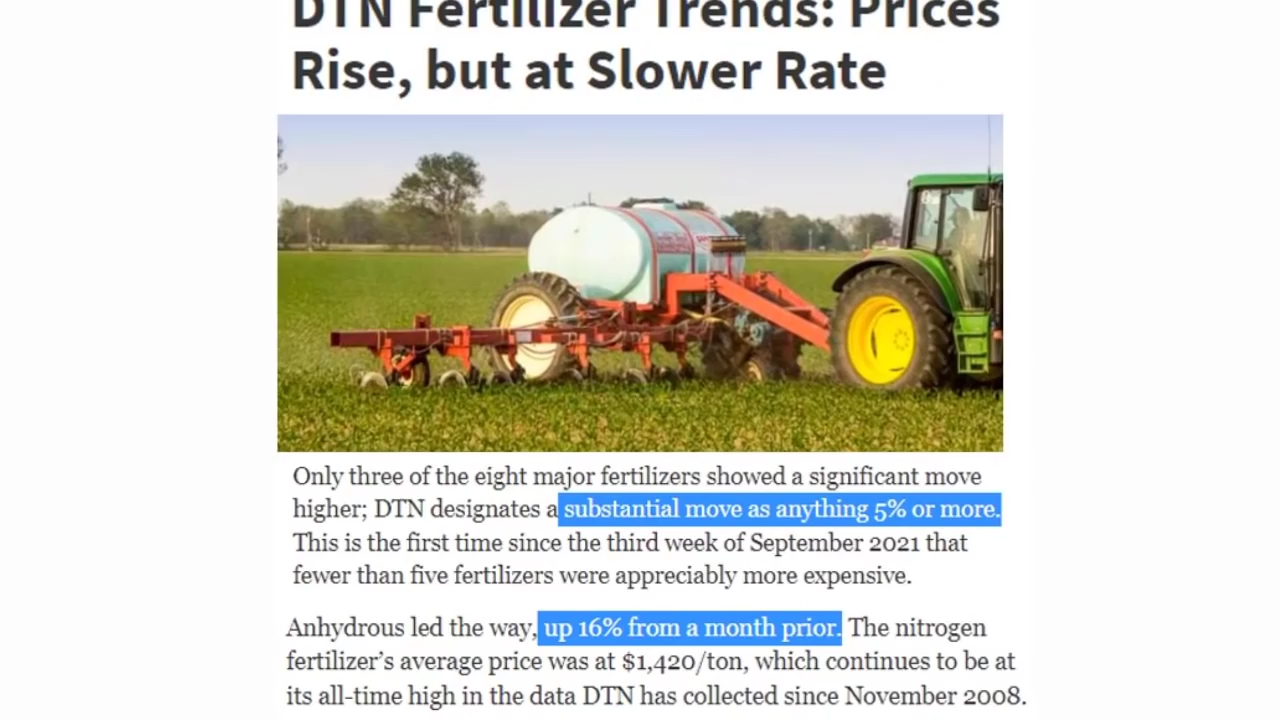 DTN Fertilizer Trends: Prices
Rise, but at Slower Rate
Only three of the eight major fertilizers showed a significant move
higher; DTN designates a substantial move as anything 5% or more.
This is the first time since the third week of September 2021 that
fewer than five fertilizers were appreciably more expensive.
Anhydrous led the way, up 16% from a month prior. The nitrogen
fertilizer's average price was at $1,420/ton, which continues to be at
its all-time high in the data DTN has collected since November 2008.